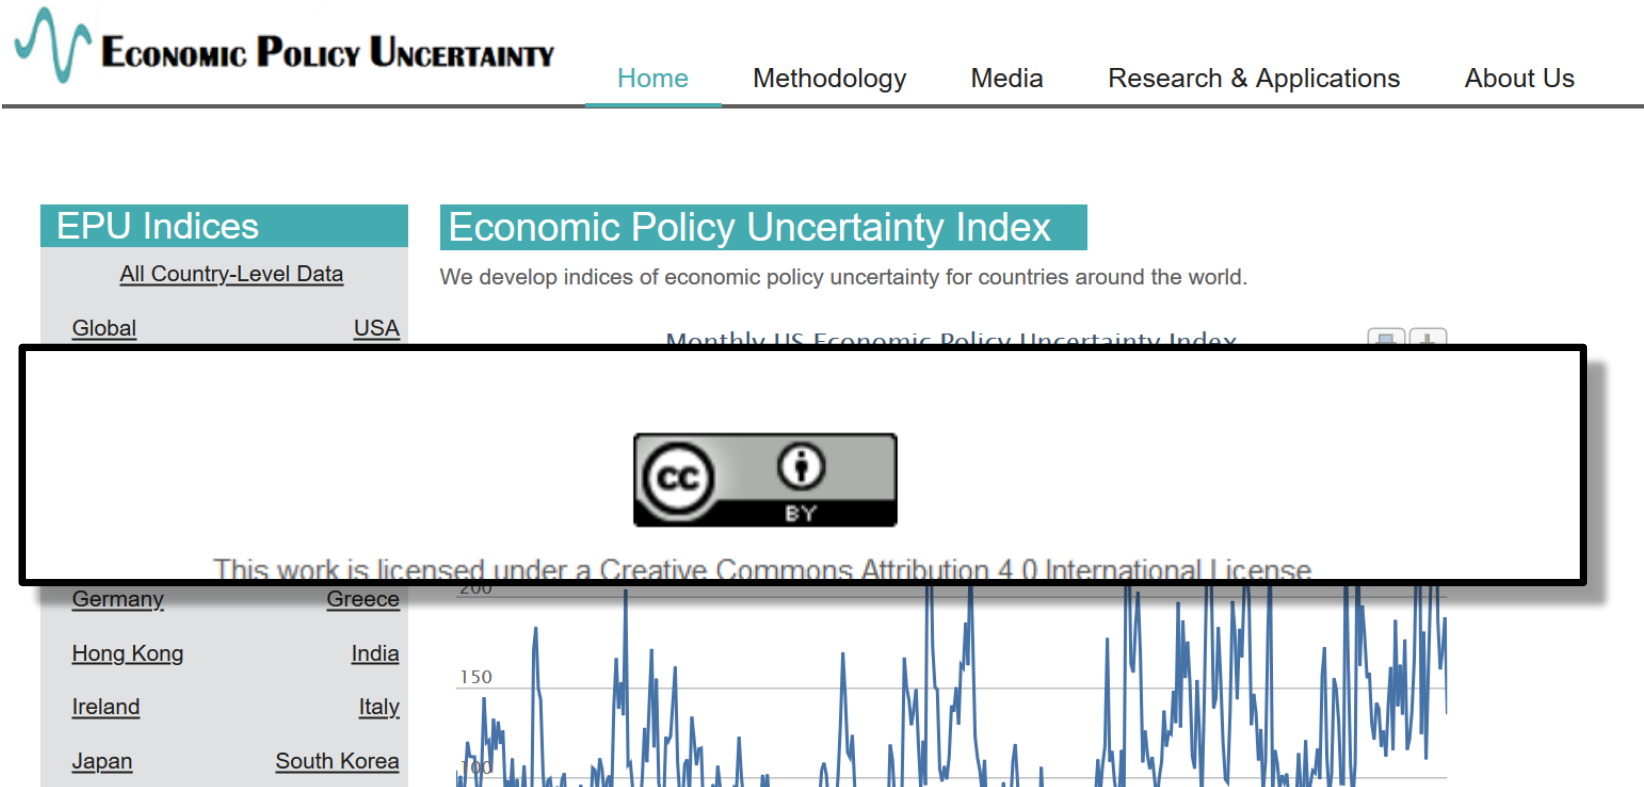 ECONOMIC POLICY UNCERTAINTY
Home Methodology Media Research & Applications About Us
EPU Indices
All Country-Level Data
Global USA
Economic Policy Uncertainty Index
We develop indices of economic policy uncertainty for countries around the world.
Monthly US Economic Policy Uncertainty Index
cc
BY
This work is licensed under a Creative Commons Attribution 4.0 International License
Germany Greece
Hong Kong India
Ireland Italy
Japan South Korea
200
150
100